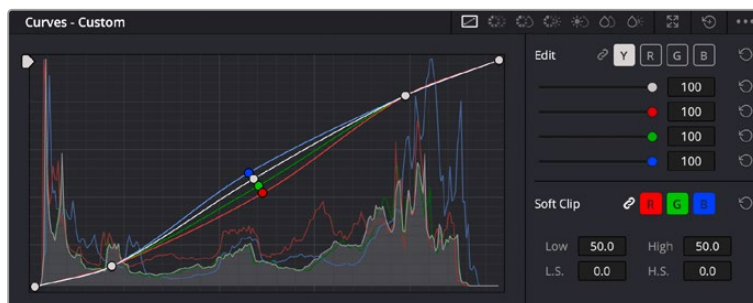 Curves - Custom
Edit Y R G B
100
100
100
100
Soft Clip R G B
Low 50.0 High 50.0
L.S. 0.0 H.S. 0.0